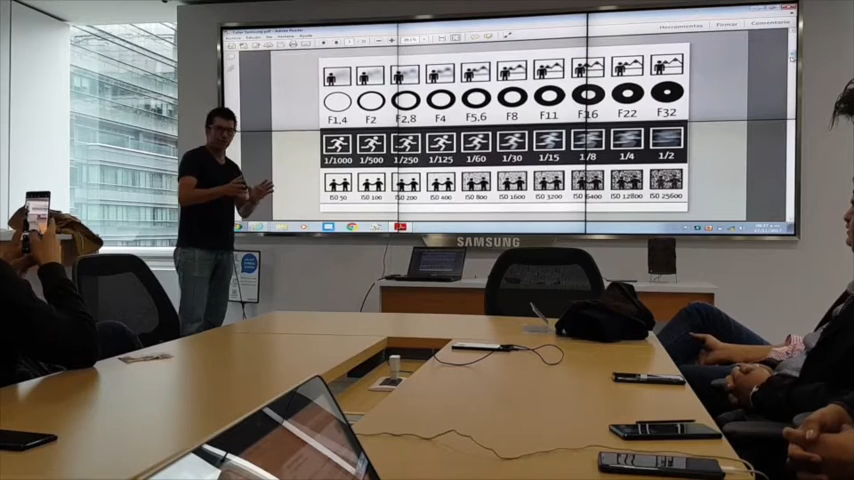 Taller Samsung.pdf - Adobe Reader
Herramientas Firmar Comentario
F1,4 F2 F2,8 F4 F5,6 F8 F11 F16 F22 F32
1/1000 1/500 1/250 1/125 1/60 1/30 1/15 1/8 1/4 1/2
ISO 50 ISO 100 ISO 200 ISO 400 ISO 800 ISO 1600 ISO 3200 ISO 6400 ISO 12800 ISO 25600
SAMSUNG